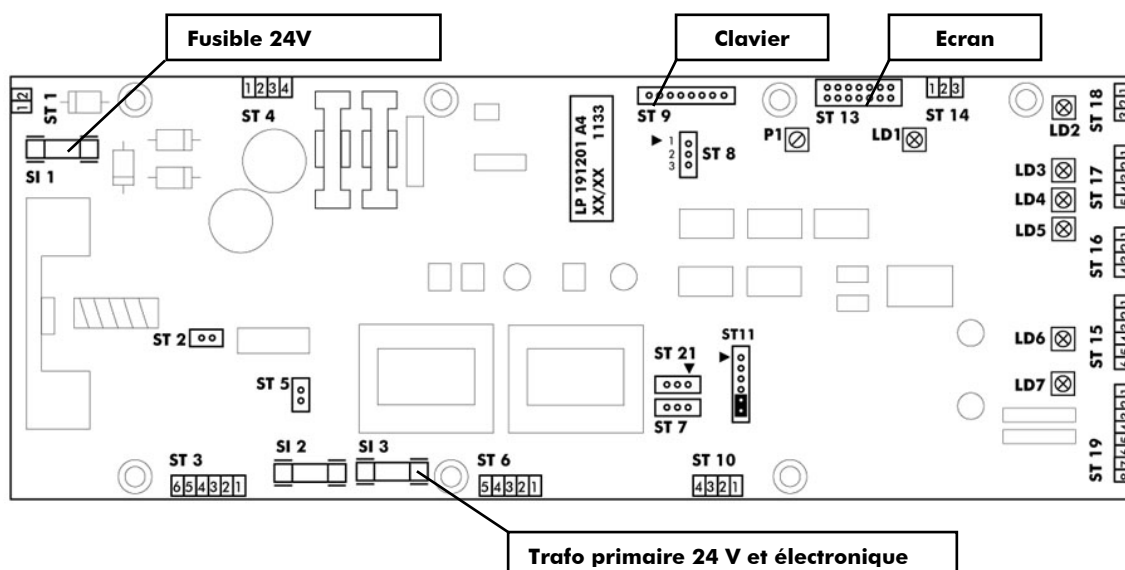 Fusible 24V
Clavier
Ecran
1 2
ST 1
1 2 3 4
ST 4
SI 1
LP 191201 A4 1133
XX/XX
ST 9
1
2
3
ST 8
P1
ST 13
LD1
1 2 3
ST 14
LD2
ST 18
LD3
LD4
LD5
ST 17
ST 16
ST 2
ST 5
ST 21
ST 7
ST11
LD6
LD7
ST 15
ST 19
ST 3
6 5 4 3 2 1
SI 2
SI 3
ST 6
5 4 3 2 1
ST 10
4 3 2 1
Trafo primaire 24 V et électronique